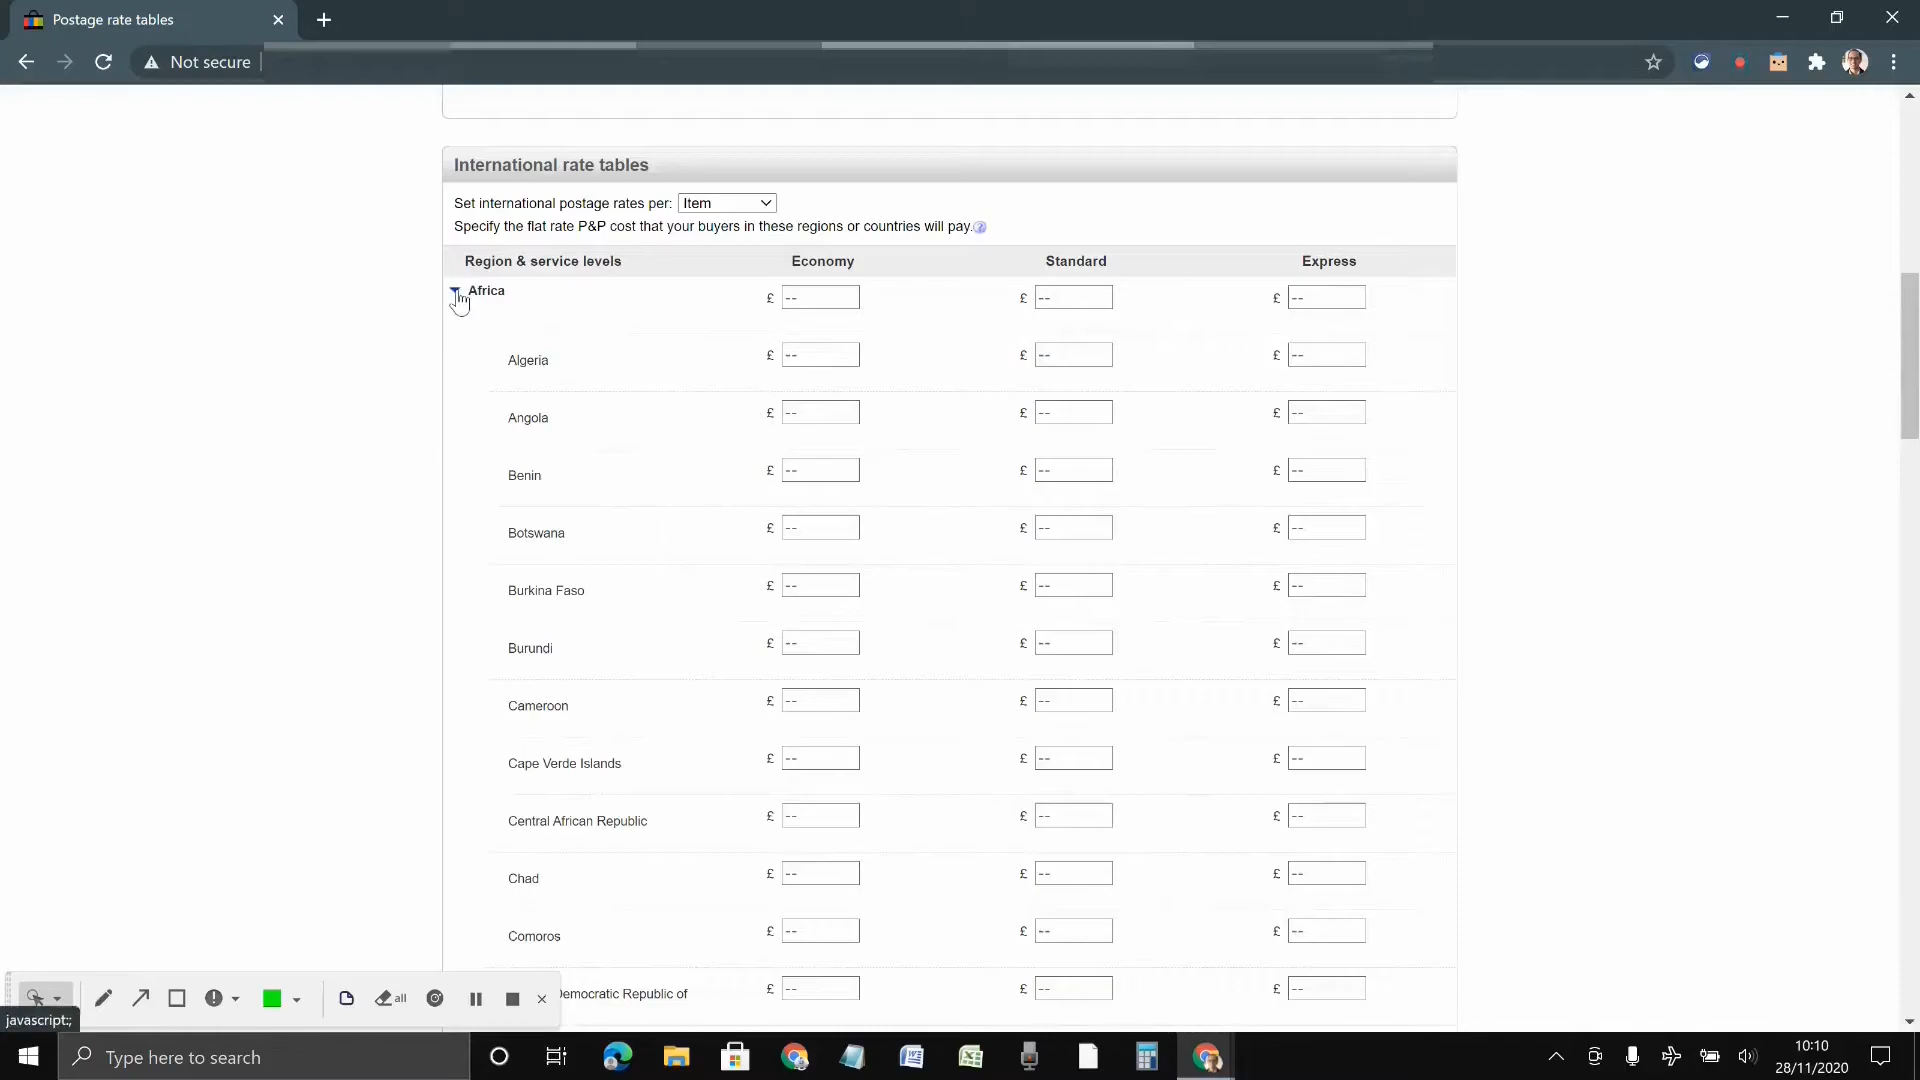 Postage rate tables
Not secure
International rate tables
Set international postage rates per: Item
Specify the flat rate P&P cost that your buyers in these regions or countries will pay.
Region & service levels Economy Standard Express
Africa £ -- £ -- £ --
Algeria £ -- £ -- £ --
Angola £ -- £ -- £ --
Benin £ -- £ -- £ --
Botswana £ -- £ -- £ --
Burkina Faso £ -- £ -- £ --
Burundi £ -- £ -- £ --
Cameroon £ -- £ -- £ --
Cape Verde Islands £ -- £ -- £ --
Central African Republic £ -- £ -- £ --
Chad £ -- £ -- £ --
Comoros £ -- £ -- £ --
Democratic Republic of £ -- £ -- £ --
all
javascript:;
Type here to search
10:10
28/11/2020